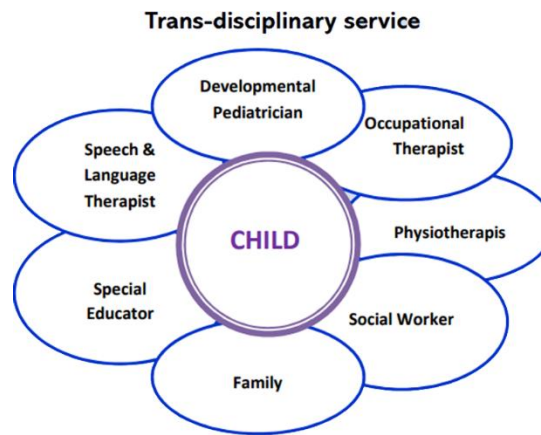 Trans-disciplinary service
Developmental
Pediatrician
Occupational
Therapist
Speech &
Language
Therapist
CHILD
Physiotherapis
Special
Educator
Social Worker
Family